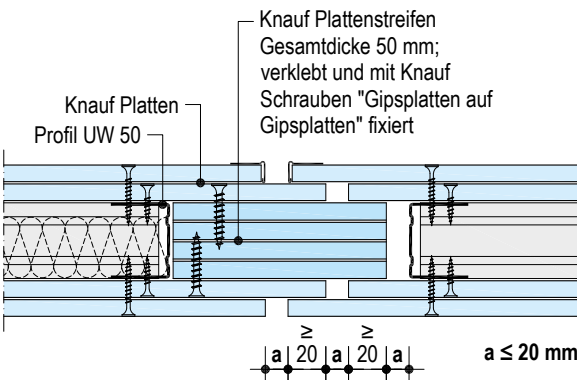 Knauf Plattenstreifen
Gesamtdicke 50 mm;
verklebt und mit Knauf
Schrauben "Gipsplatten auf
Gipsplatten" fixiert
Knauf Platten
Profil UW 50
≥ ≥
a 20 a 20 a
a ≤ 20 mm